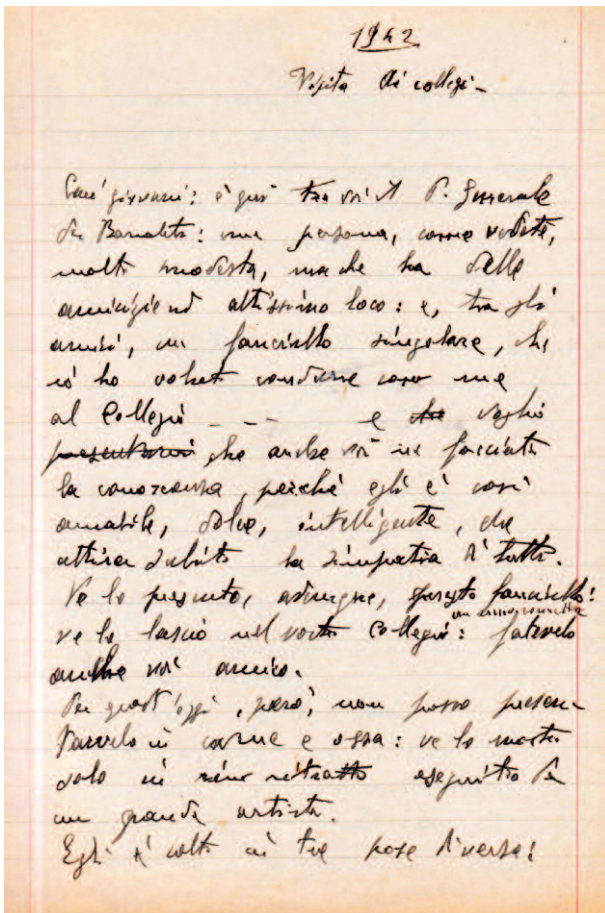 1942
Visita di collegi -
Cari giovani: è qui tra voi il P. Generale
dei Barnabiti: una persona, come vedete,
molto modesta, ma che ha delle
amicizie in altissimo loco: e, tra gli
amici, un fanciullo singolare, che
io ho voluto condurre con me
al Collegio - - - e che voglio
presentarvi che anche voi ne facciate
la conoscenza, perché egli è così
amabile, dolce, intelligente, che
attira subito la simpatia di tutti.
Ve lo presento, adunque, questo fanciullo:
ve lo lascio nel vostro Collegio: fatevelo
anche voi amico.
Per quest'oggi, però, non posso presen-
tarvelo in carne e ossa: ve lo mostro
solo in ritratto eseguito da
un grande artista.
Egli è colto in tre pose diverse: